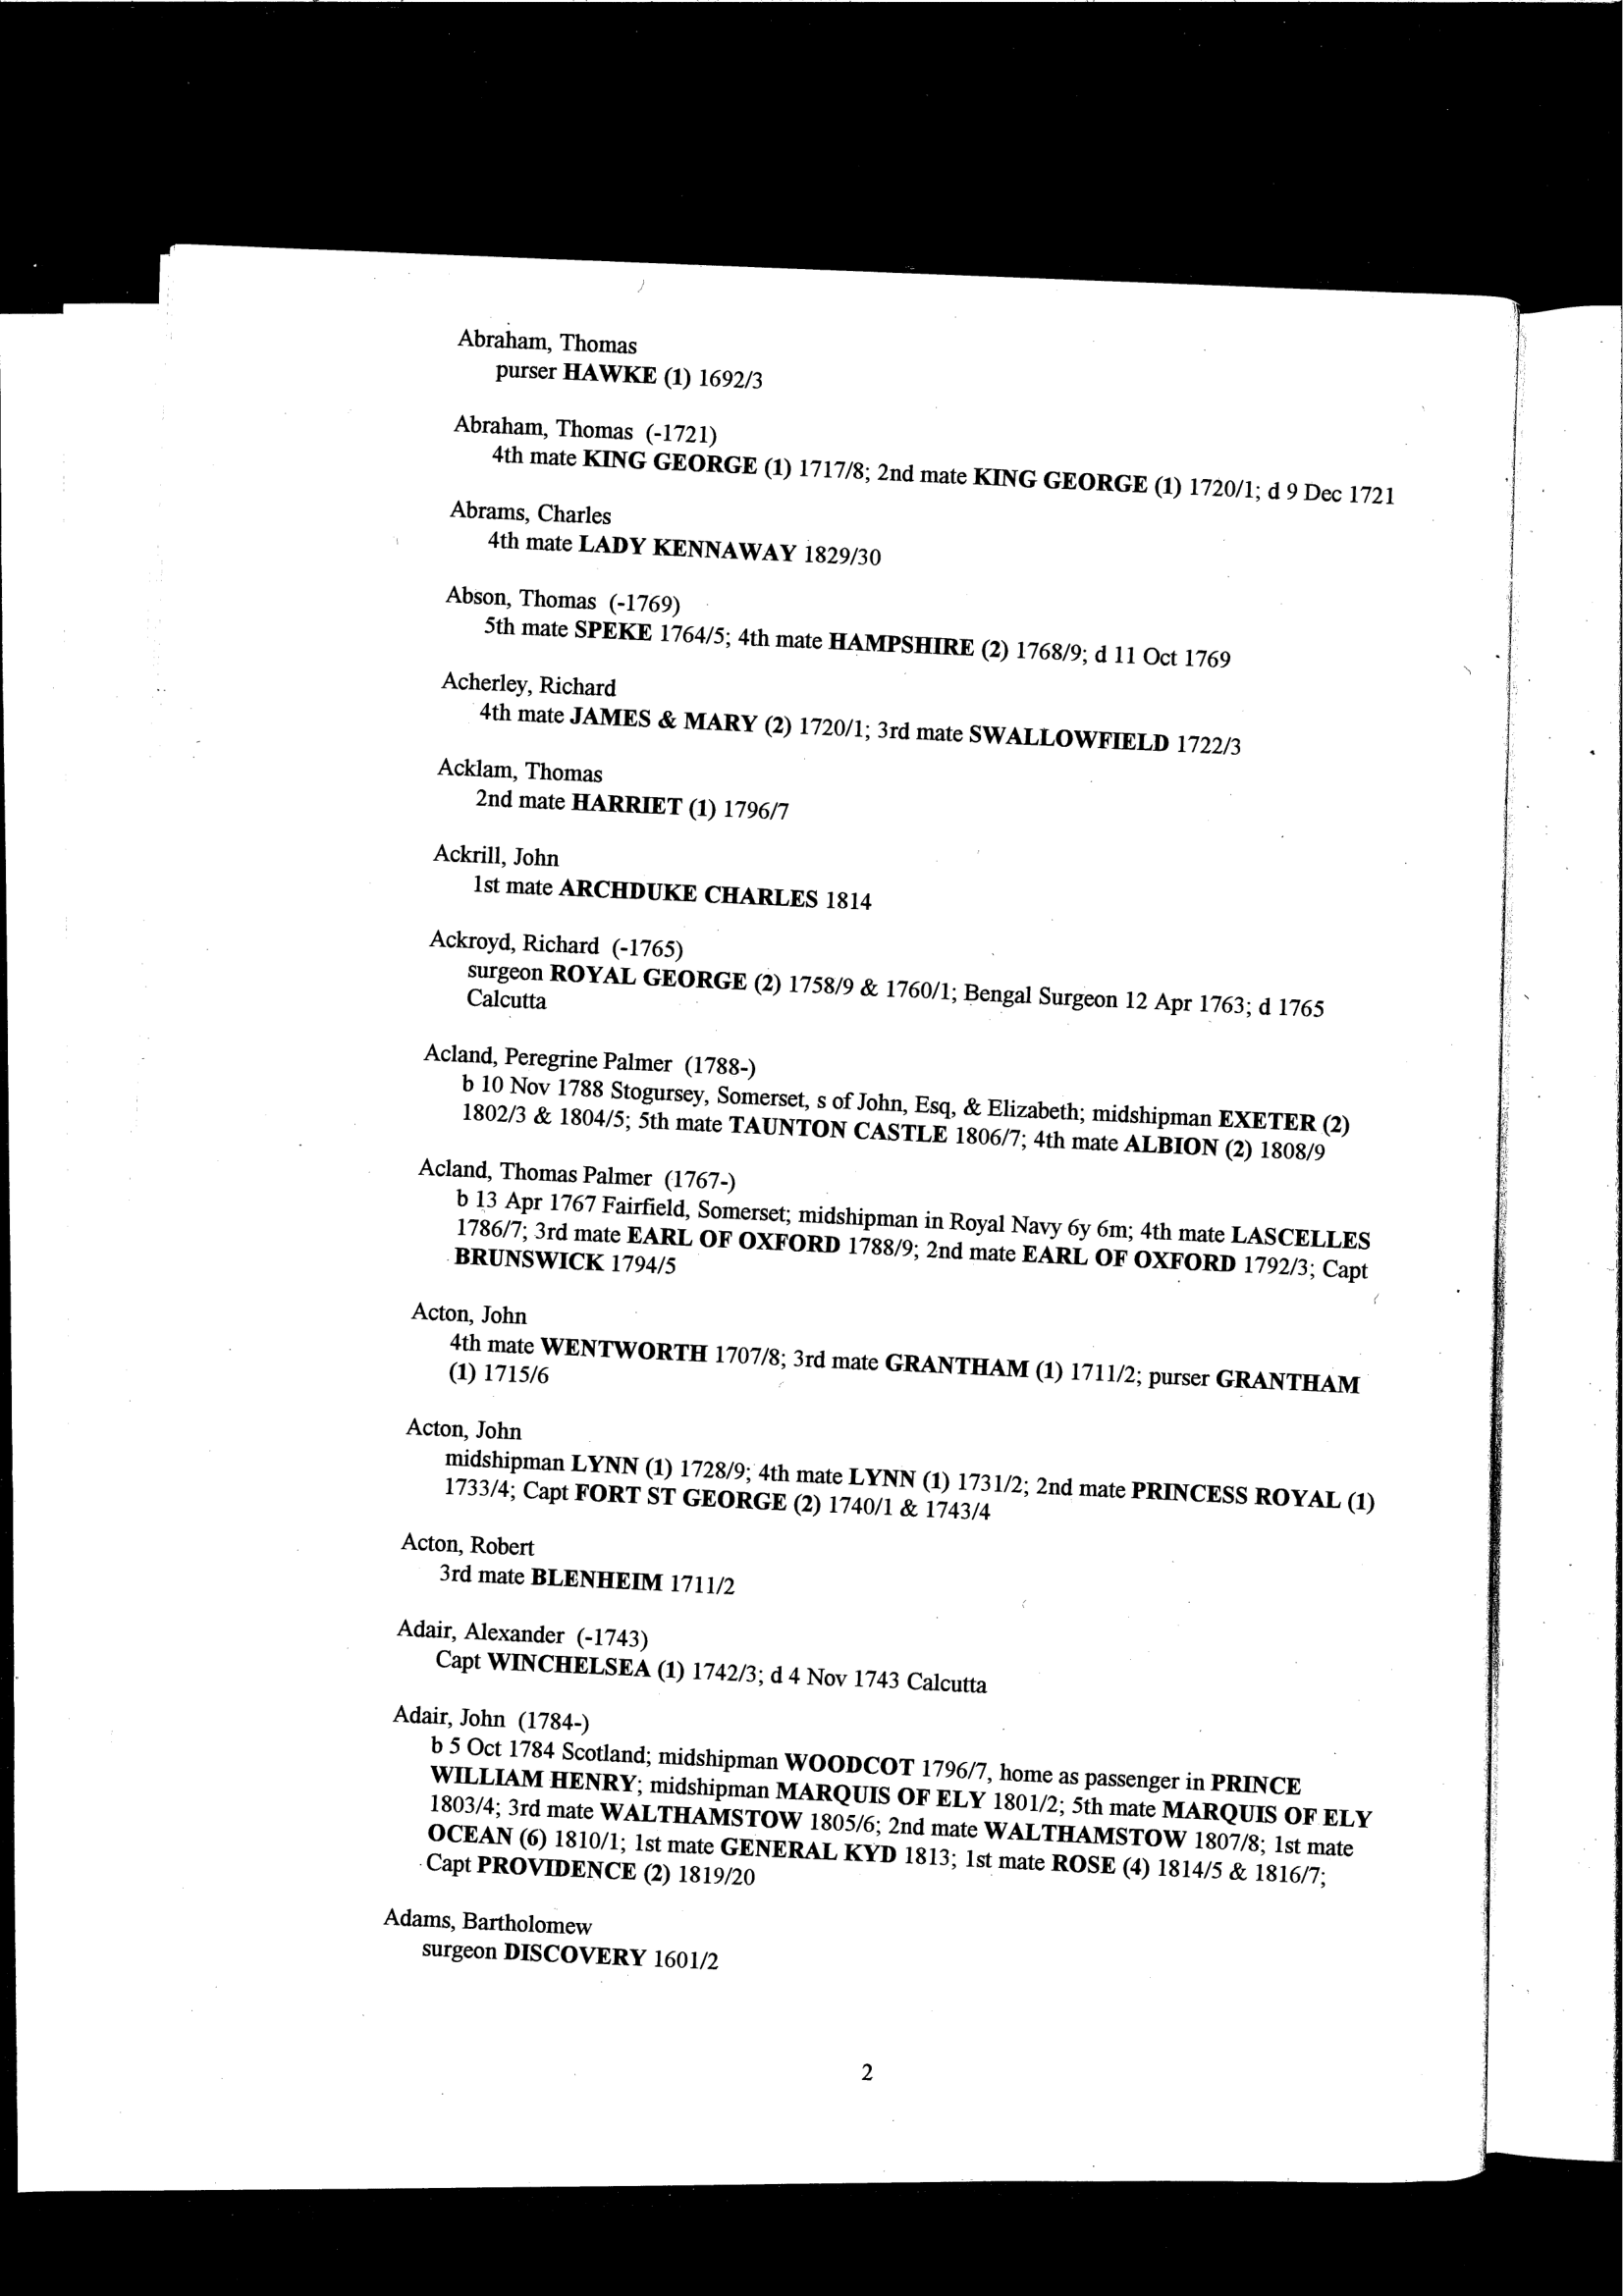 Abraham, Thomas
purser HAWKE (1) 1692/3
Abraham, Thomas (-1721)
4th mate KING GEORGE (1) 1717/8; 2nd mate KING GEORGE (1) 1720/1; d 9 Dec 1721
Abrams, Charles
4th mate LADY KENNAWAY 1829/30
Abson, Thomas (-1769)
5th mate SPEKE 1764/5; 4th mate HAMPSHIRE (2) 1768/9; d 11 Oct 1769
Acherley, Richard
4th mate JAMES & MARY (2) 1720/1; 3rd mate SWALLOWFIELD 1722/3
Acklam, Thomas
2nd mate HARRIET (1) 1796/7
Ackrill, John
1st mate ARCHDUKE CHARLES 1814
Ackroyd, Richard (-1765)
surgeon ROYAL GEORGE (2) 1758/9 & 1760/1; Bengal Surgeon 12 Apr 1763; d 1765
Calcutta
Acland, Peregrine Palmer (1788-)
b 10 Nov 1788 Stogursey, Somerset, s of John, Esq, & Elizabeth; midshipman EXETER (2)
1802/3 & 1804/5; 5th mate TAUNTON CASTLE 1806/7; 4th mate ALBION (2) 1808/9
Acland, Thomas Palmer (1767-)
b 13 Apr 1767 Fairfield, Somerset; midshipman in Royal Navy 6y 6m; 4th mate LASCELLES
1786/7; 3rd mate EARL OF OXFORD 1788/9; 2nd mate EARL OF OXFORD 1792/3; Capt
BRUNSWICK 1794/5
Acton, John
4th mate WENTWORTH 1707/8; 3rd mate GRANTHAM (1) 1711/2; purser GRANTHAM
(1) 1715/6
Acton, John
midshipman LYNN (1) 1728/9; 4th mate LYNN (1) 1731/2; 2nd mate PRINCESS ROYAL (1)
1733/4; Capt FORT ST GEORGE (2) 1740/1 & 1743/4
Acton, Robert
3rd mate BLENHEIM 1711/2
Adair, Alexander (-1743)
Capt WINCHELSEA (1) 1742/3; d 4 Nov 1743 Calcutta
Adair, John (1784-)
b 5 Oct 1784 Scotland; midshipman WOODCOT 1796/7, home as passenger in PRINCE
WILLIAM HENRY; midshipman MARQUIS OF ELY 1801/2; 5th mate MARQUIS OF ELY
1803/4; 3rd mate WALTHAMSTOW 1805/6; 2nd mate WALTHAMSTOW 1807/8; 1st mate
OCEAN (6) 1810/1; 1st mate GENERAL KYD 1813; 1st mate ROSE (4) 1814/5 & 1816/7;
Capt PROVIDENCE (2) 1819/20
Adams, Bartholomew
surgeon DISCOVERY 1601/2
2